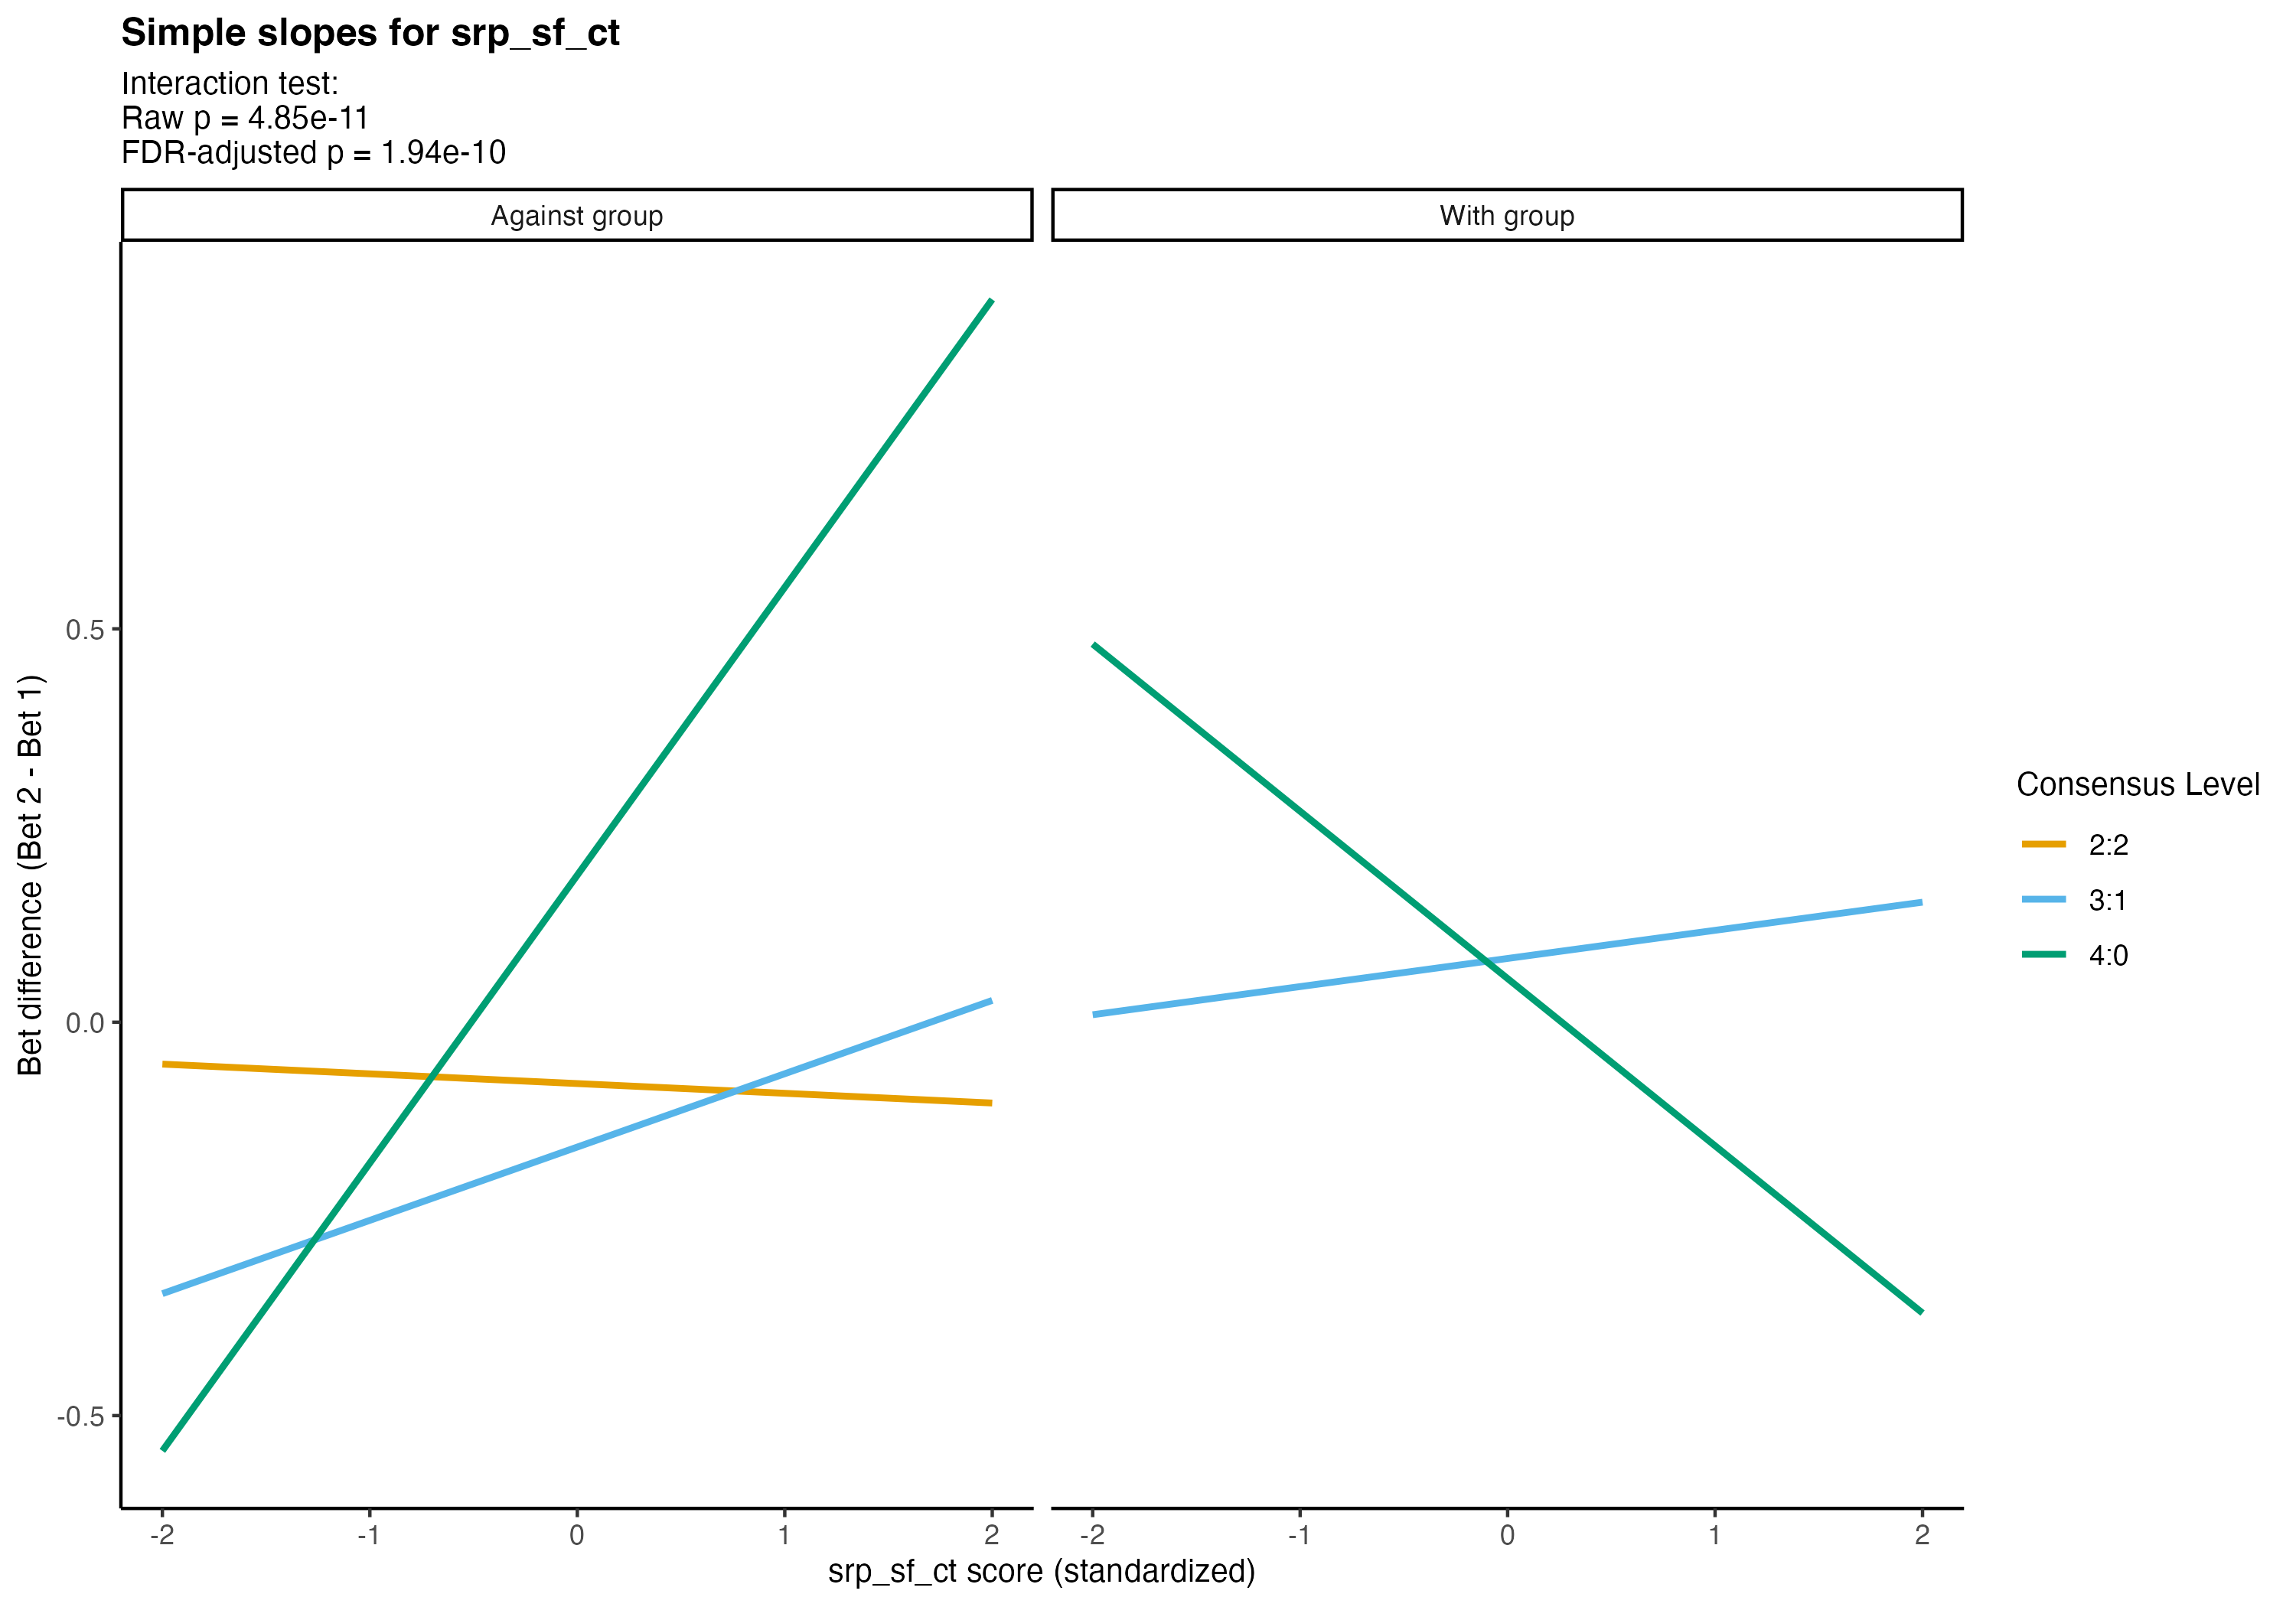 Simple slopes for srp_sf_ct
Interaction test:
Raw p = 4.85e-11
FDR-adjusted p = 1.94e-10
Against group
With group
Bet difference (Bet 2 - Bet 1)
0.5
0.0
-0.5
-2 -1 0 1 2
-2 -1 0 1 2
srp_sf_ct score (standardized)
Consensus Level
2:2
3:1
4:0